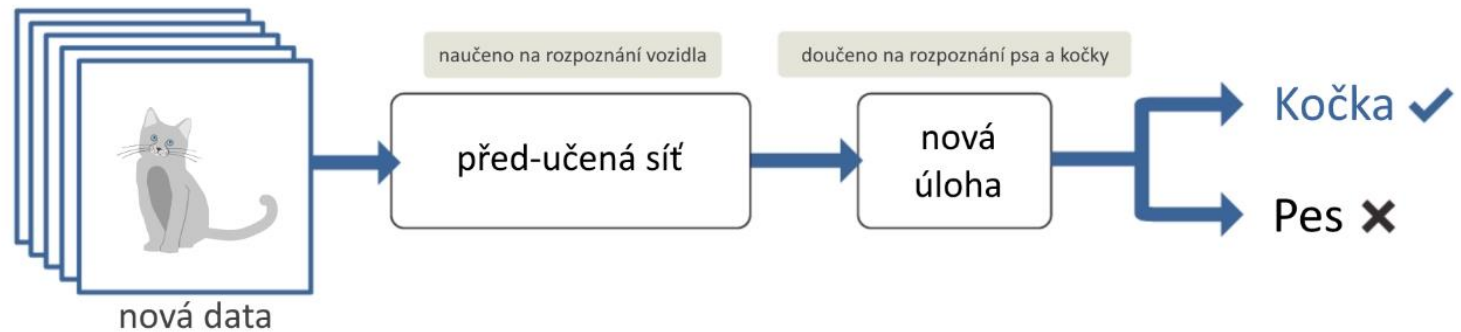 naučeno na rozpoznání vozidla
doučeno na rozpoznání psa a kočky
před-učená síť
nová
úloha
Kočka
Pes
nová data